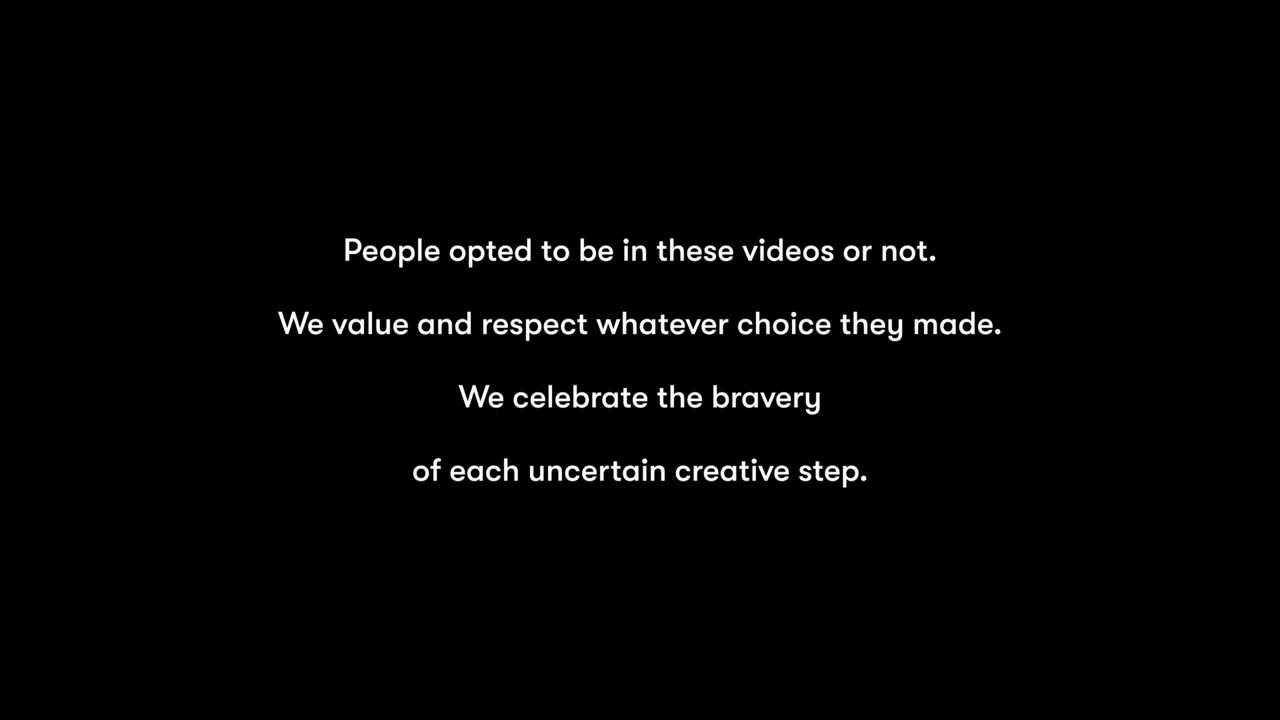 People opted to be in these videos or not.
We value and respect whatever choice they made.
We celebrate the bravery
of each uncertain creative step.